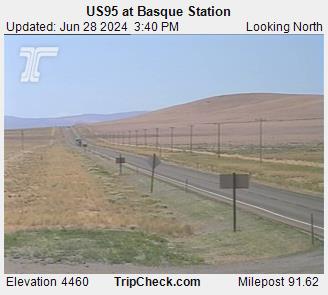 US95 at Basque Station
Updated: Jun 28 2024 3:40 PM Looking North
Elevation 4460 TripCheck.com Milepost 91.62